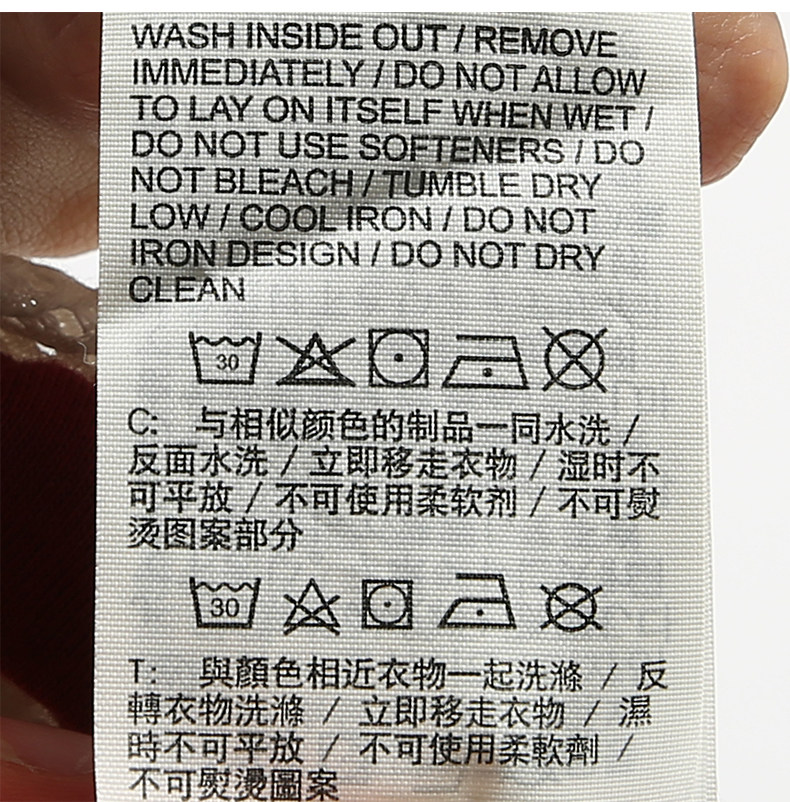 WASH INSIDE OUT / REMOVE
IMMEDIATELY / DO NOT ALLOW
TO LAY ON ITSELF WHEN WET /
DO NOT USE SOFTENERS / DO
NOT BLEACH / TUMBLE DRY
LOW / COOL IRON / DO NOT
IRON DESIGN / DO NOT DRY
CLEAN
30
C: 与相似颜色的制品一同水洗 /
反面水洗 / 立即移走衣物 / 湿时不
可平放 / 不可使用柔软剂 / 不可熨
烫图案部分
30
T: 與顏色相近衣物一起洗滌 / 反
轉衣物洗滌 / 立即移走衣物 / 濕
時不可平放 / 不可使用柔軟劑 /
不可熨燙圖案